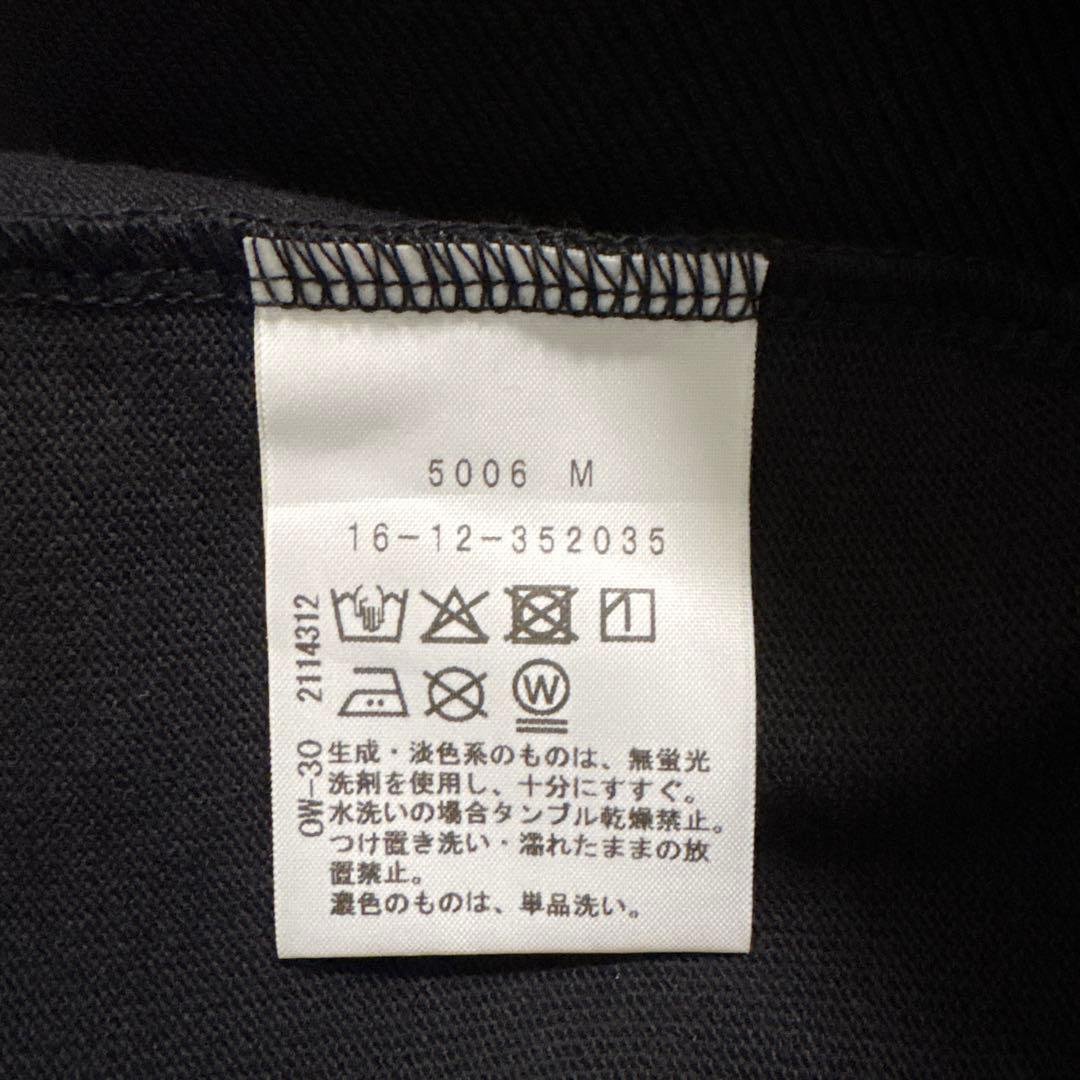 5006 M
16-12-352035
W
生成・淡色系のものは、無蛍光
洗剤を使用し、十分にすすぐ。
水洗いの場合タンブル乾燥禁止。
つけ置き洗い・濡れたままの放
置禁止。
濃色のものは、単品洗い。
OW-30 2114312